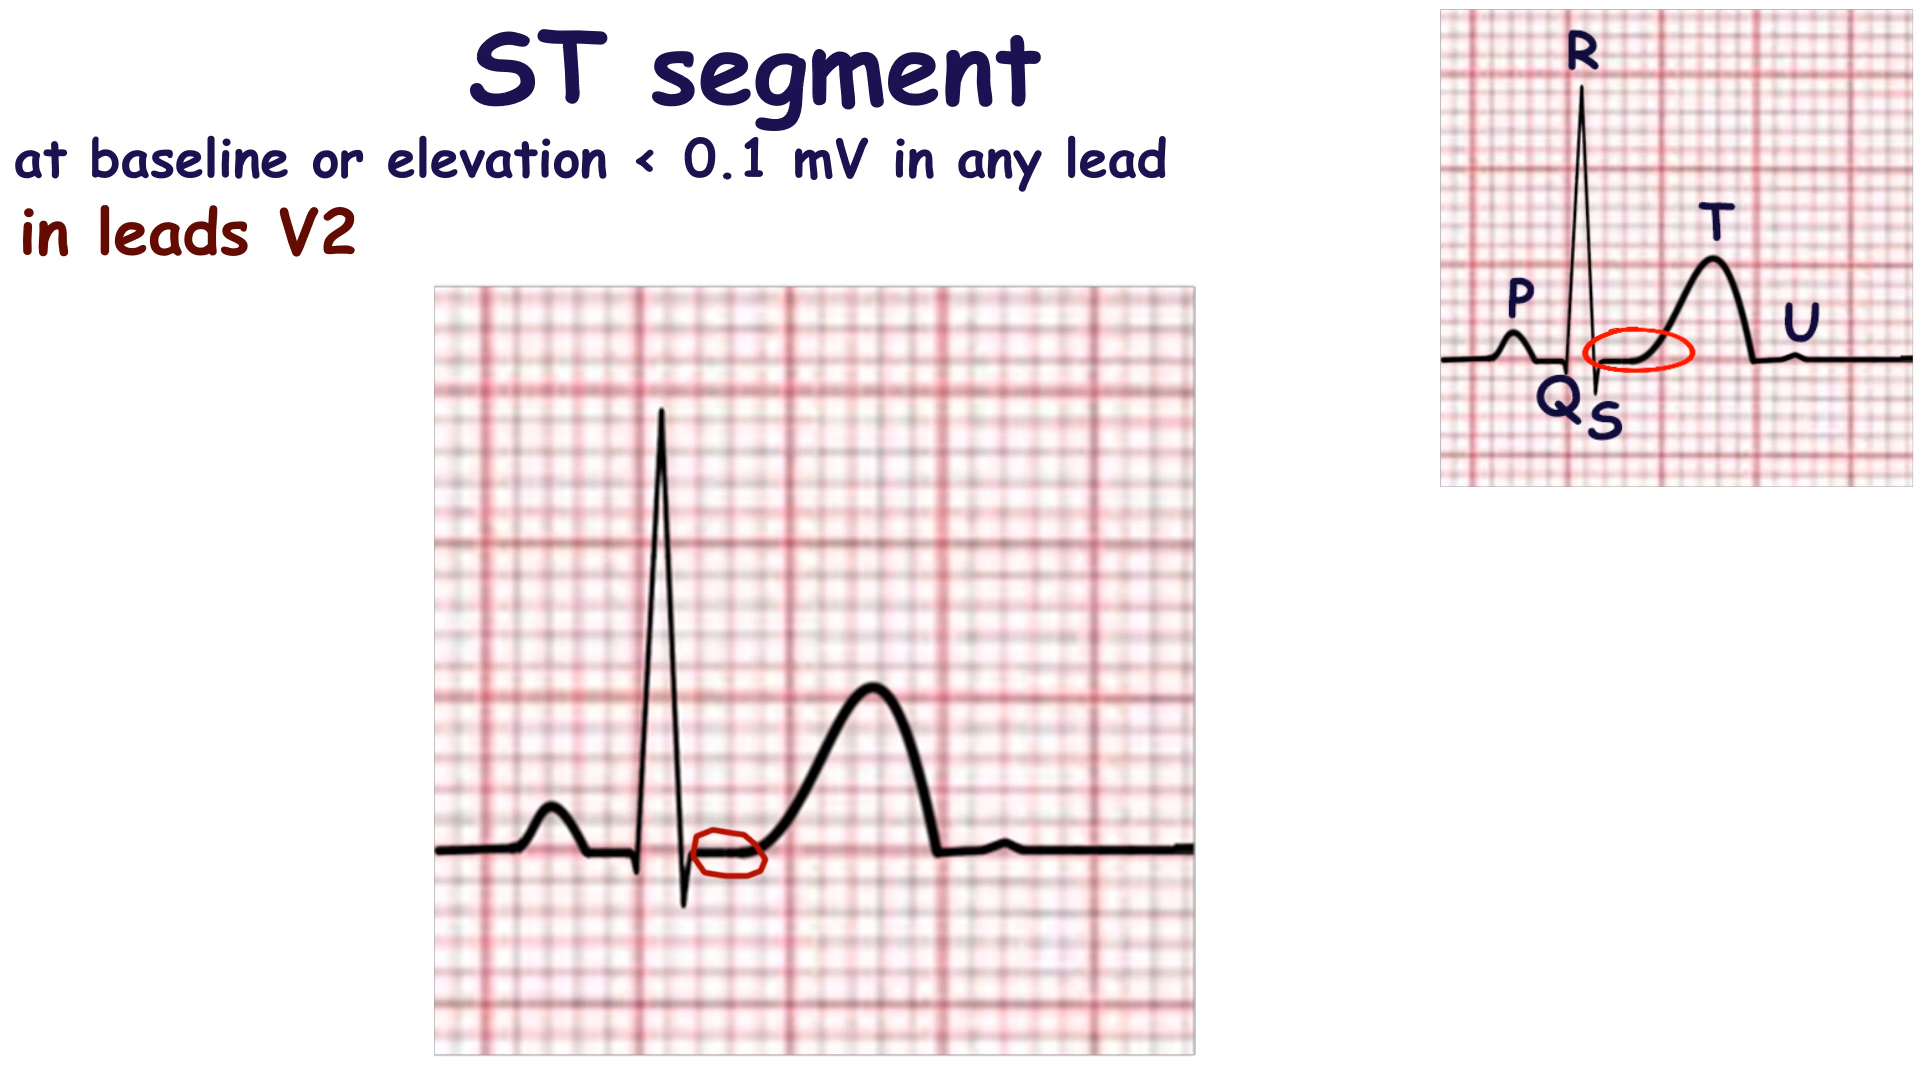 ST segment
at baseline or elevation < 0.1 mV in any lead
in leads V2
R
T
P
U
Q
S